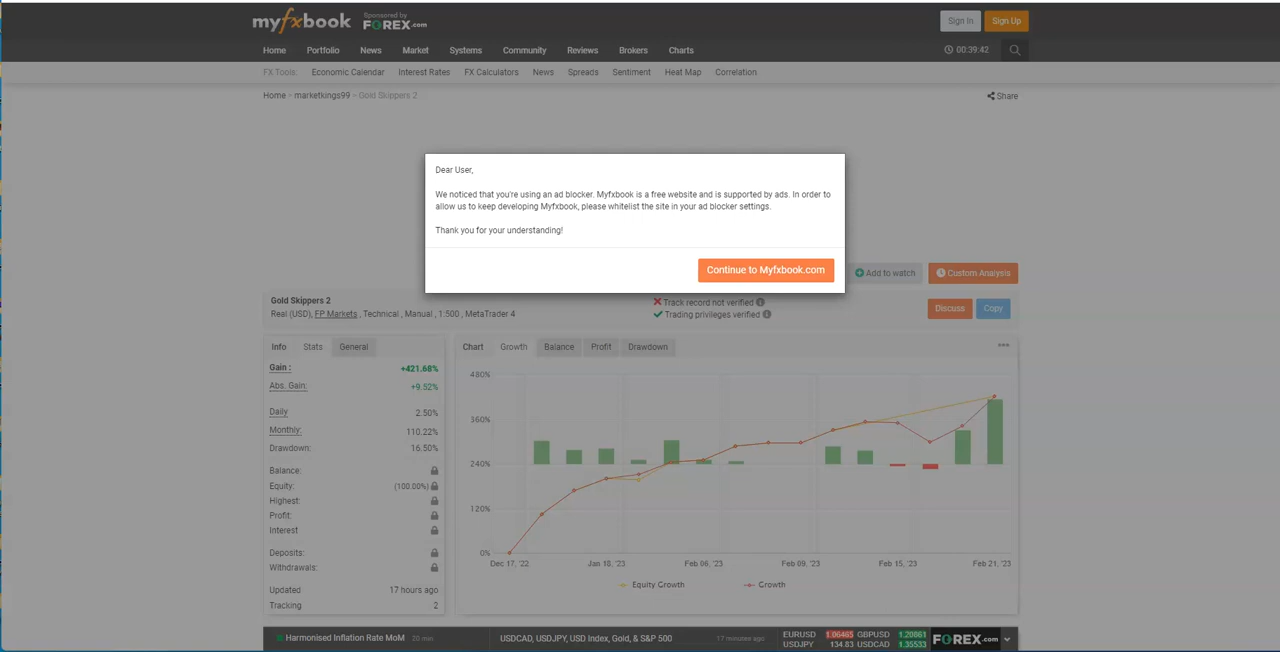 myfxbook
Sponsored by
FOREX.com
Sign In
Sign Up
Home Portfolio News Market Systems Community Reviews Brokers Charts
00:39:42
FX Tools: Economic Calendar Interest Rates FX Calculators News Spreads Sentiment Heat Map Correlation
Home > marketkings99 > Gold Skippers 2
Share
Dear User,
We noticed that you're using an ad blocker. Myfxbook is a free website and is supported by ads. In order to
allow us to keep developing Myfxbook, please whitelist the site in your ad blocker settings.
Thank you for your understanding!
Continue to Myfxbook.com
Add to watch
Custom Analysis
Gold Skippers 2
Real (USD), FP Markets , Technical , Manual , 1:500 , MetaTrader 4
Track record not verified
Trading privileges verified
Discuss
Copy
Info Stats General
Gain : +421.68%
Abs. Gain: +9.52%
Daily 2.50%
Monthly: 110.22%
Drawdown: 16.50%
Balance:
Equity: (100.00%)
Highest:
Profit:
Interest
Deposits:
Withdrawals:
Updated 17 hours ago
Tracking 2
Chart Growth Balance Profit Drawdown
480%
360%
240%
120%
0%
Dec 17, '22 Jan 18, '23 Feb 06, '23 Feb 09, '23 Feb 15, '23 Feb 21, '23
Equity Growth Growth
Harmonised Inflation Rate MoM 20 min
USDCAD, USDJPY, USD Index, Gold, & S&P 500 17 minutes ago
EURUSD 1.06465 GBPUSD 1.20861
USDJPY 134.83 USDCAD 1.35533
FOREX.com